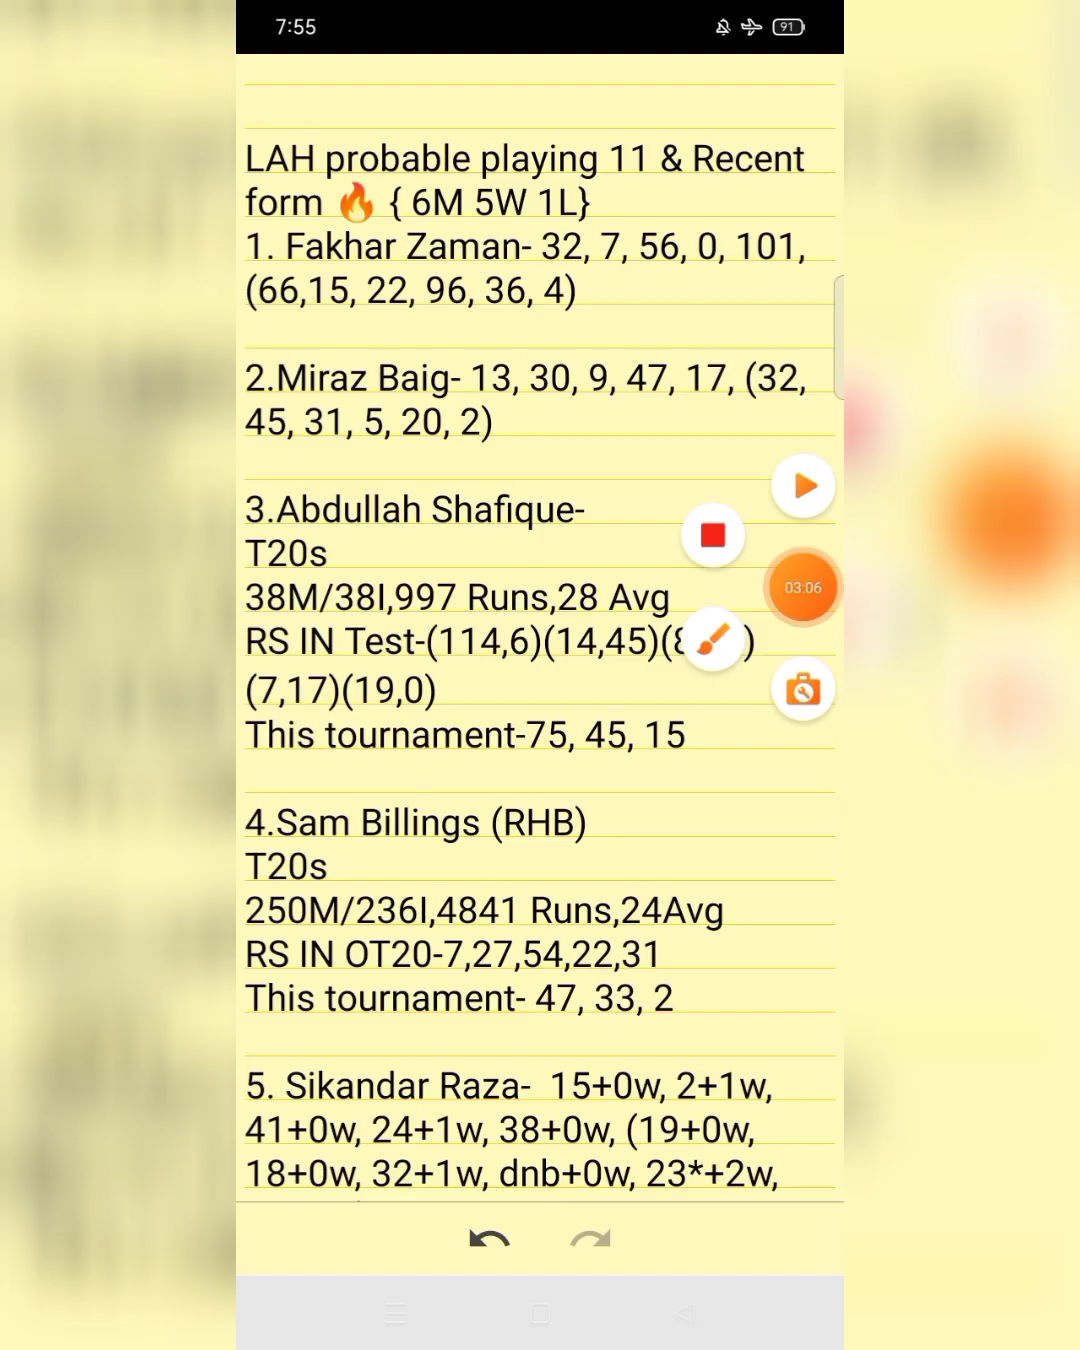 7:55
91
LAH probable playing 11 & Recent
form 🔥 { 6M 5W 1L}
1. Fakhar Zaman- 32, 7, 56, 0, 101,
(66,15, 22, 96, 36, 4)
2.Miraz Baig- 13, 30, 9, 47, 17, (32,
45, 31, 5, 20, 2)
3.Abdullah Shafique-
T20s
38M/38I,997 Runs,28 Avg
03:06
RS IN Test-(114,6)(14,45)( )
(7,17)(19,0)
This tournament-75, 45, 15
4.Sam Billings (RHB)
T20s
250M/236I,4841 Runs,24Avg
RS IN OT20-7,27,54,22,31
This tournament- 47, 33, 2
5. Sikandar Raza-  15+0w, 2+1w,
41+0w, 24+1w, 38+0w, (19+0w,
18+0w, 32+1w, dnb+0w, 23*+2w,